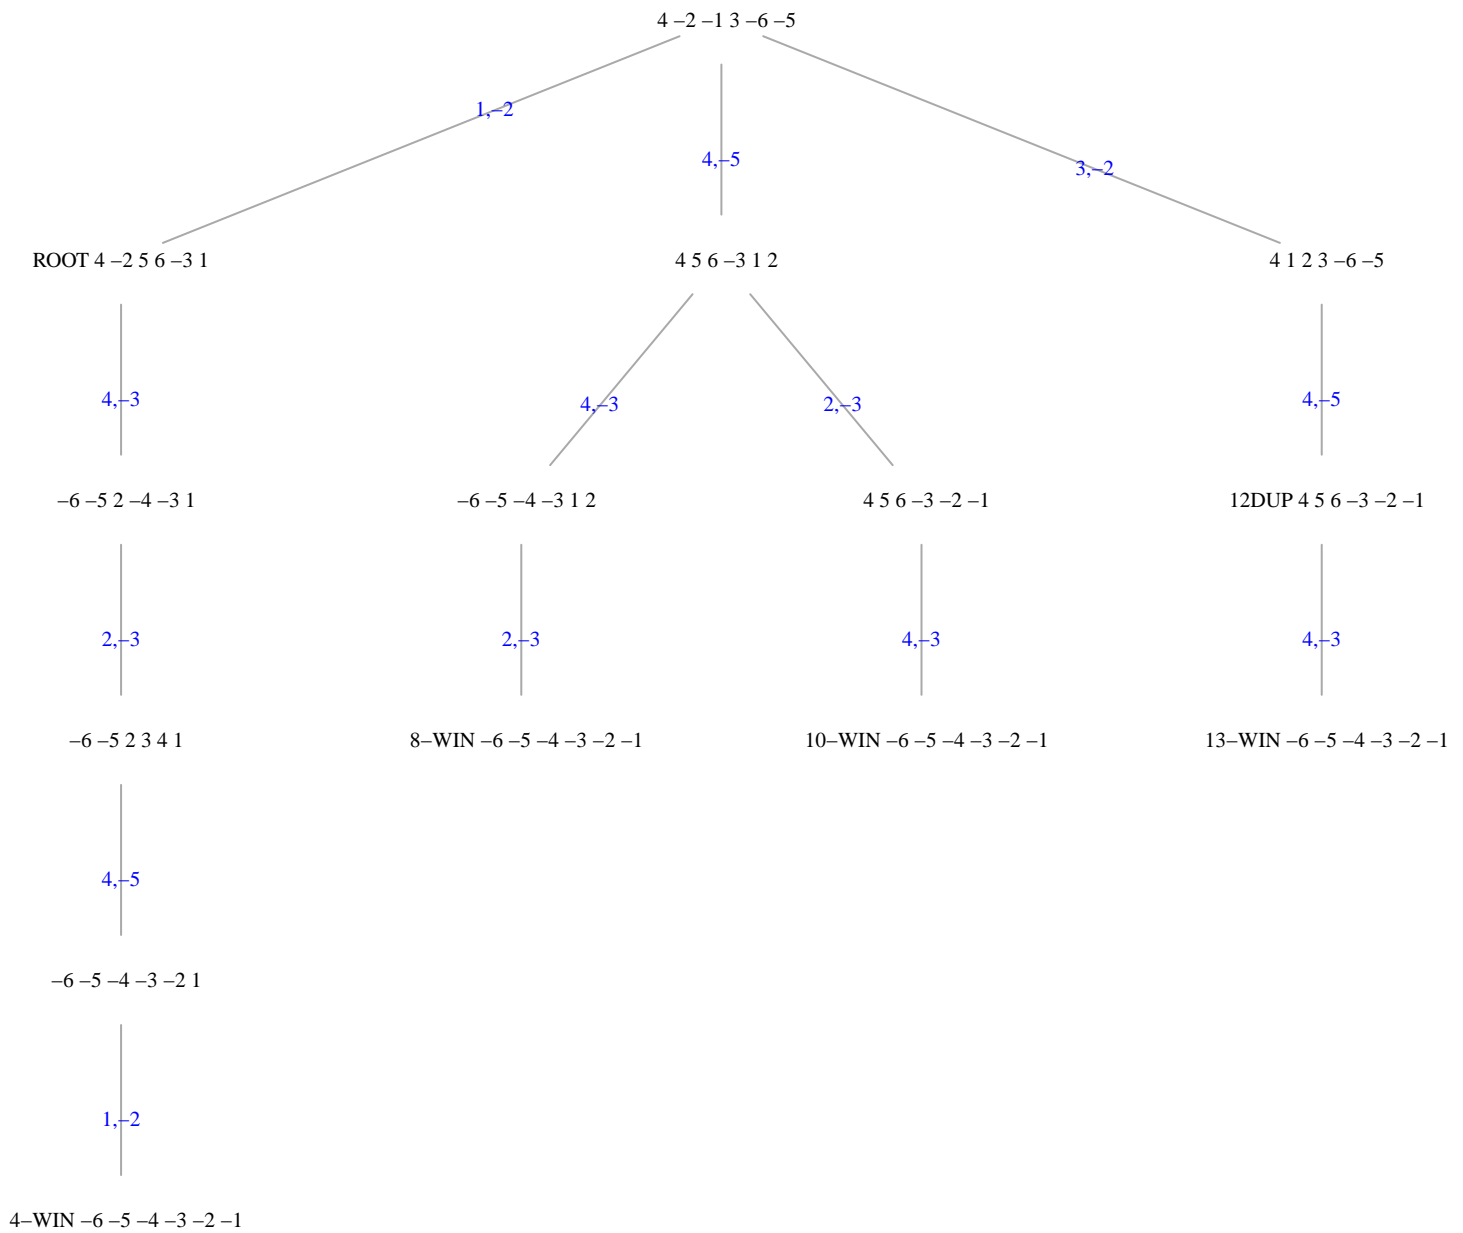 4 –2 –1 3 –6 –5
1,–2
4,–5
3,–2
ROOT 4 –2 5 6 –3 1
4 5 6 –3 1 2
4 1 2 3 –6 –5
4,–3
4,–3
2,–3
4,–5
–6 –5 2 –4 –3 1
–6 –5 –4 –3 1 2
4 5 6 –3 –2 –1
12DUP 4 5 6 –3 –2 –1
2,–3
2,–3
4,–3
4,–3
–6 –5 2 3 4 1
8–WIN –6 –5 –4 –3 –2 –1
10–WIN –6 –5 –4 –3 –2 –1
13–WIN –6 –5 –4 –3 –2 –1
4,–5
–6 –5 –4 –3 –2 1
1,–2
4–WIN –6 –5 –4 –3 –2 –1